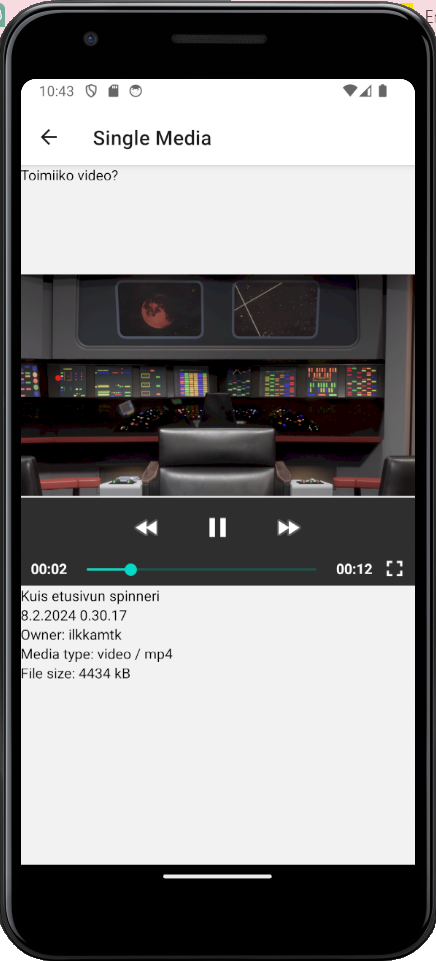 10:43
Single Media
Toimiiko video?
00:02
00:12
Kuis etusivun spinneri
8.2.2024 0.30.17
Owner: ilkkamtk
Media type: video / mp4
File size: 4434 kB